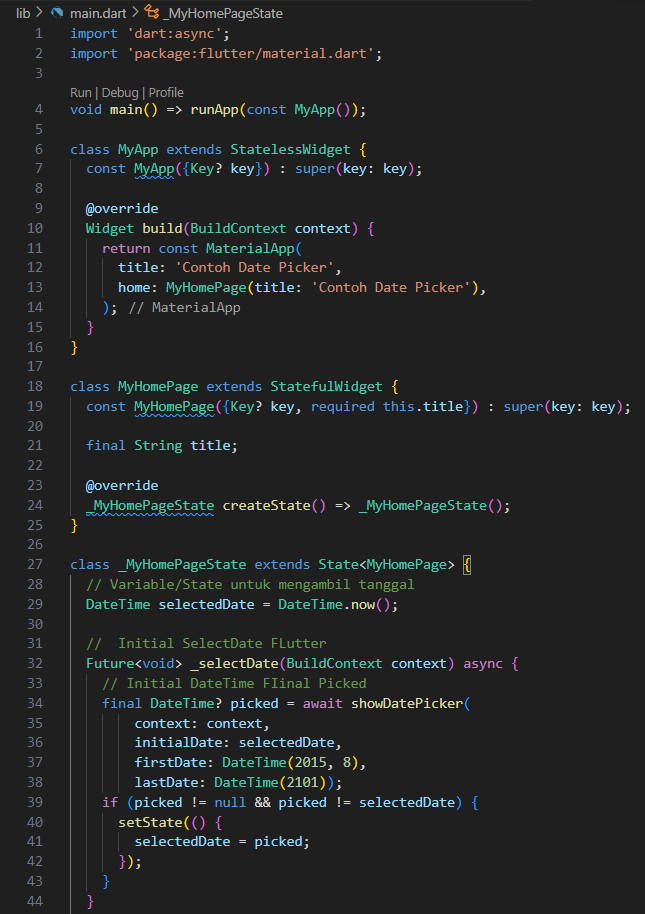 lib > main.dart > _MyHomePageState
1 import 'dart:async';
2 import 'package:flutter/material.dart';
3
Run | Debug | Profile
4 void main() => runApp(const MyApp());
5
6 class MyApp extends StatelessWidget {
7   const MyApp({Key? key}) : super(key: key);
8
9   @override
10   Widget build(BuildContext context) {
11     return const MaterialApp(
12       title: 'Contoh Date Picker',
13       home: MyHomePage(title: 'Contoh Date Picker'),
14     ); // MaterialApp
15   }
16 }
17
18 class MyHomePage extends StatefulWidget {
19   const MyHomePage({Key? key, required this.title}) : super(key: key);
20
21   final String title;
22
23   @override
24   _MyHomePageState createState() => _MyHomePageState();
25 }
26
27 class _MyHomePageState extends State<MyHomePage> {
28   // Variable/State untuk mengambil tanggal
29   DateTime selectedDate = DateTime.now();
30
31   //  Initial SelectDate FLutter
32   Future<void> _selectDate(BuildContext context) async {
33     // Initial DateTime FIinal Picked
34     final DateTime? picked = await showDatePicker(
35         context: context,
36         initialDate: selectedDate,
37         firstDate: DateTime(2015, 8),
38         lastDate: DateTime(2101));
39     if (picked != null && picked != selectedDate) {
40       setState(() {
41         selectedDate = picked;
42       });
43     }
44   }